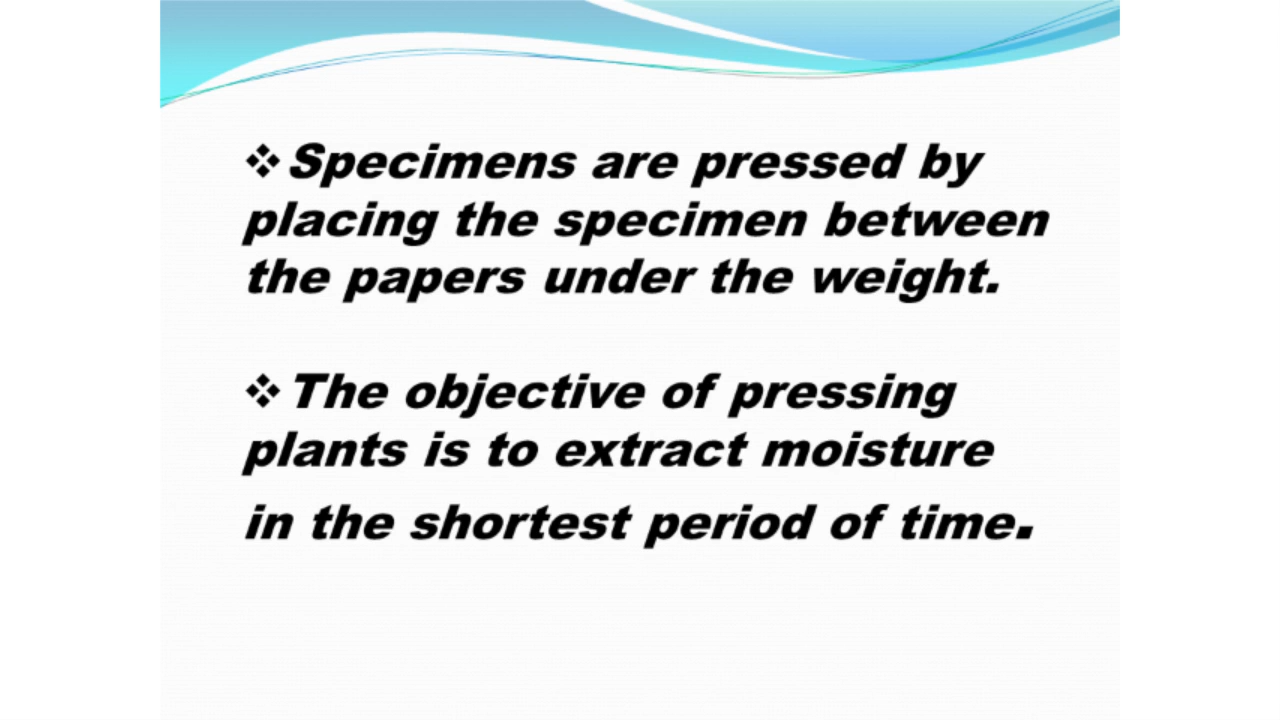 ❖Specimens are pressed by
placing the specimen between
the papers under the weight.
❖The objective of pressing
plants is to extract moisture
in the shortest period of time.